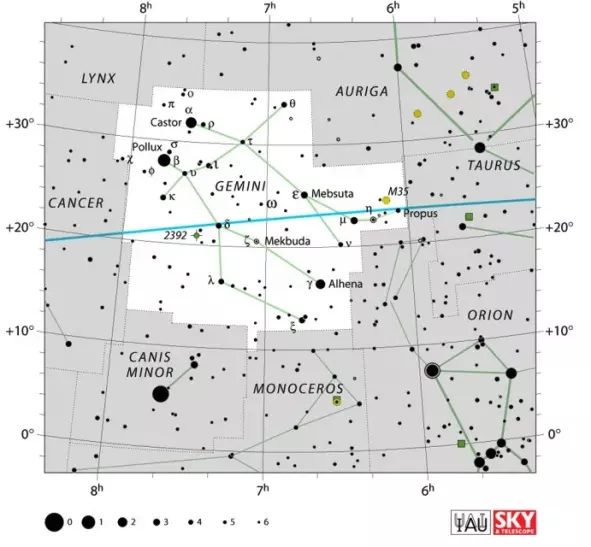 8h 7h 6h 5h
LYNX
ο
π
α
θ
AURIGA
Castor
ρ
+30°
+30°
Pollux
σ
τ
χ
β
ι
TAURUS
φ
υ
GEMINI
ε
Mebsuta
M35
CANCER
κ
ω
η
Propus
+20°
δ
μ
+20°
2392
ζ
Mekbuda
ν
λ
γ
Alhena
ORION
ξ
+10°
+10°
CANIS
MINOR
MONOCEROS
0°
0°
8h 7h 6h
0 1 2 3 4 5 6
IAU
SKY
& TELESCOPE